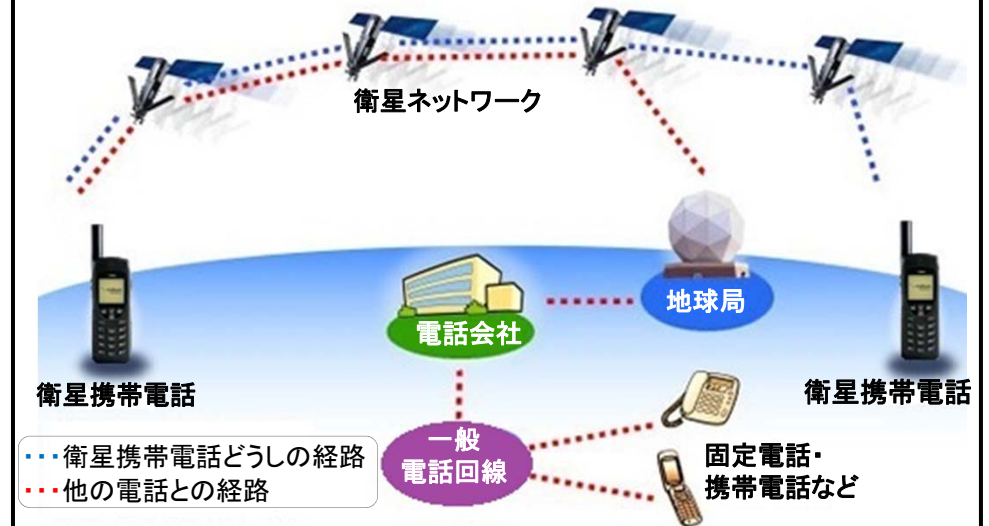 衛星ネットワーク
地球局
電話会社
衛星携帯電話
衛星携帯電話
一般
電話回線
固定電話・
携帯電話など
・・・衛星携帯電話どうしの経路
・・・他の電話との経路